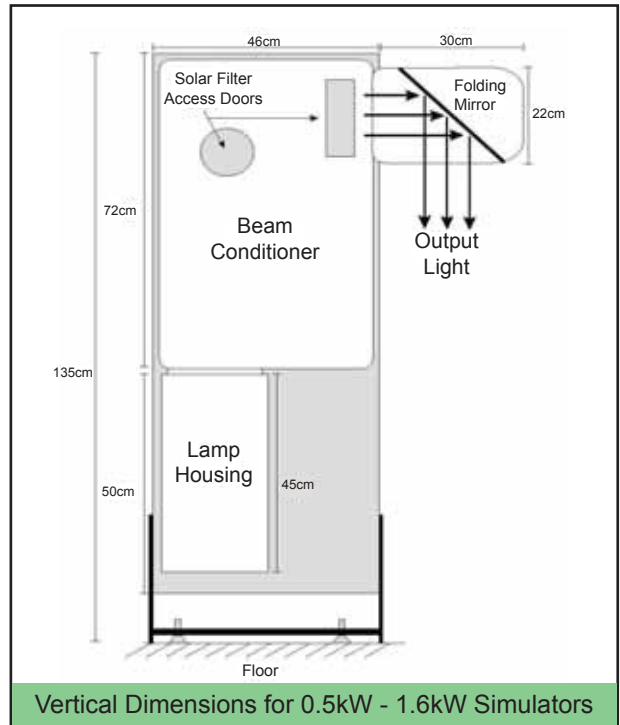 46cm
30cm
Solar Filter
Access Doors
Folding
Mirror
22cm
72cm
Beam
Conditioner
Output
Light
135cm
Lamp
Housing
50cm
45cm
Floor
Vertical Dimensions for 0.5kW - 1.6kW Simulators